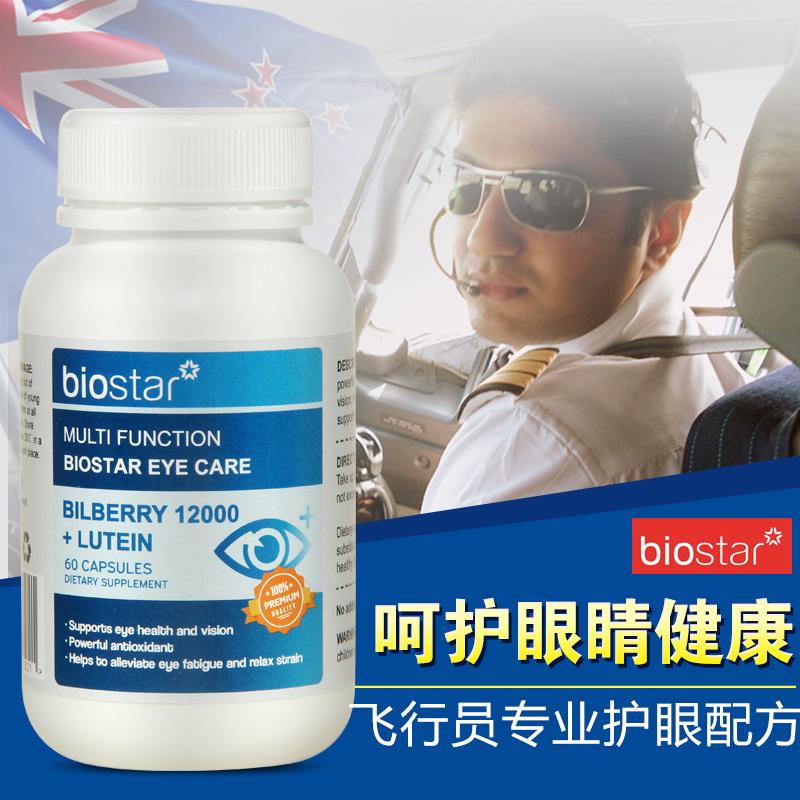 biostar
MULTI FUNCTION
BIOSTAR EYE CARE
BILBERRY 12000
+ LUTEIN
60 CAPSULES
DIETARY SUPPLEMENT
100%
PREMIUM
QUALITY
· Supports eye health and vision
· Powerful antioxidant
· Helps to alleviate eye fatigue and relax strain
biostar
呵护眼睛健康
飞行员专业护眼配方